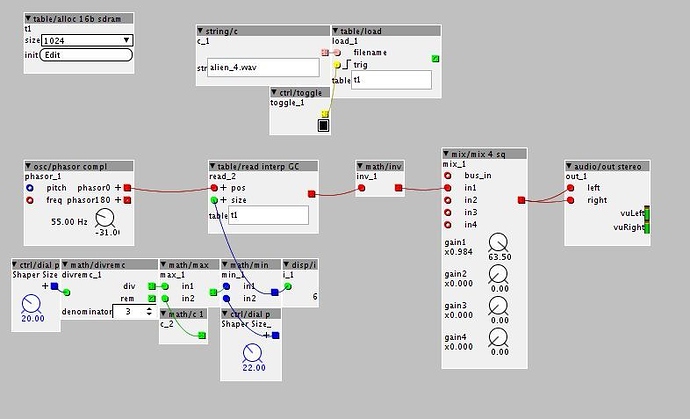 table/alloc 16b sdram
t1
size 1024
init Edit
string/c
c_1
str alien_4.wav
table/load
load_1
filename
trig
table t1
ctrl/toggle
toggle_1
osc/phasor compl
phasor_1
pitch phasor0 +
freq phasor180 +
55.00 Hz
-31.0
table/read interp GC
read_2
+ pos
+ size
table t1
math/inv
inv_1
mix/mix 4 sq
mix_1
bus_in
in1
in2
in3
in4
gain1
x0.984
63.50
gain2
x0.000
0.00
gain3
x0.000
0.00
gain4
x0.000
0.00
audio/out stereo
out_1
left
right
vuLeft
vuRight
ctrl/dial p
Shaper Size
+
20.00
math/divremc
divremc_1
div
rem
denominator 3
math/max
max_1
in1
in2
math/min
min_1
in1
in2
disp/i
i_1
6
math/c 1
c_2
ctrl/dial p
Shaper Size_
+
22.00